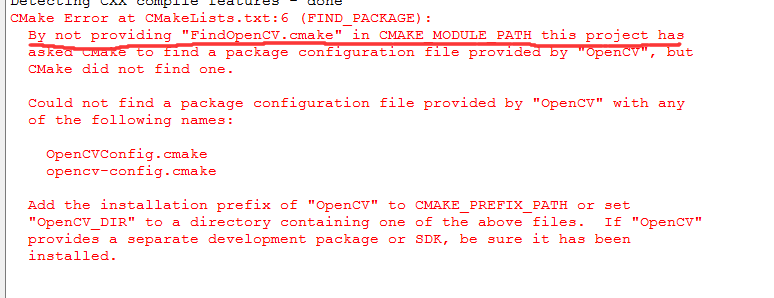 Detecting CXX compile features - done
CMake Error at CMakeLists.txt:6 (FIND_PACKAGE):
By not providing "FindOpenCV.cmake" in CMAKE_MODULE_PATH this project has
asked CMake to find a package configuration file provided by "OpenCV", but
CMake did not find one.
Could not find a package configuration file provided by "OpenCV" with any
of the following names:
OpenCVConfig.cmake
opencv-config.cmake
Add the installation prefix of "OpenCV" to CMAKE_PREFIX_PATH or set
"OpenCV_DIR" to a directory containing one of the above files.  If "OpenCV"
provides a separate development package or SDK, be sure it has been
installed.